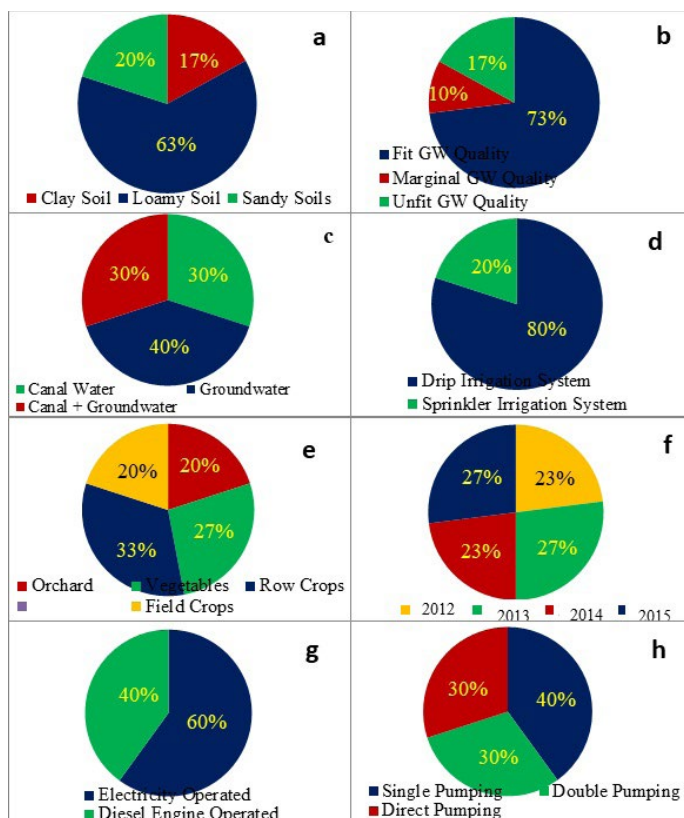 a
20%
17%
63%
Clay Soil Loamy Soil Sandy Soils
b
17%
10%
73%
Fit GW Quality
Marginal GW Quality
Unfit GW Quality
c
30%
30%
40%
Canal Water Groundwater
Canal + Groundwater
d
20%
80%
Drip Irrigation System
Sprinkler Irrigation System
e
20%
20%
33%
27%
Orchard Vegetables Row Crops
Field Crops
f
27%
23%
23%
27%
2012 2013 2014 2015
g
40%
60%
Electricity Operated
Diesel Engine Operated
h
30%
40%
30%
Single Pumping Double Pumping
Direct Pumping